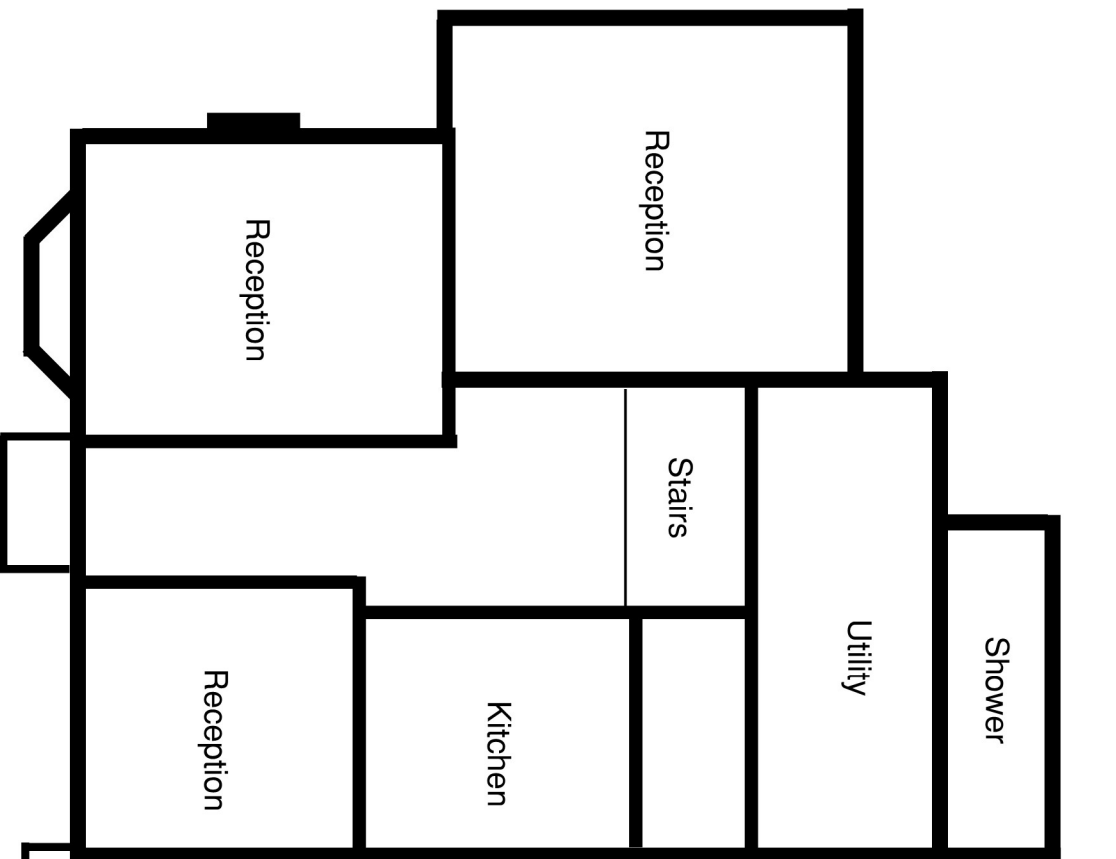 Reception
Reception
Stairs
Utility
Shower
Reception
Kitchen